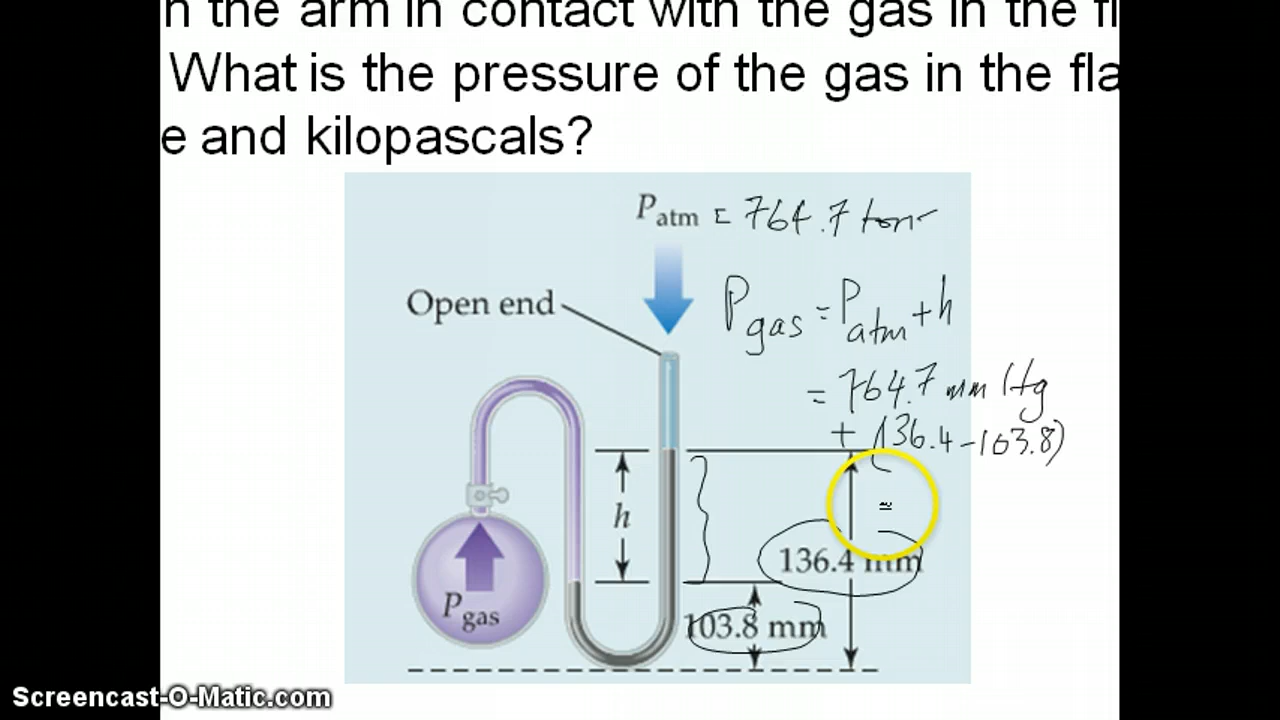 n the arm in contact with the gas in the fl
What is the pressure of the gas in the fla
e and kilopascals?
Patm = 764.7 torr
Open end
Pgas = Patm + h
= 764.7 mm Hg
+ (136.4 - 103.8)
=
h
136.4 mm
Pgas
103.8 mm
Screencast-O-Matic.com